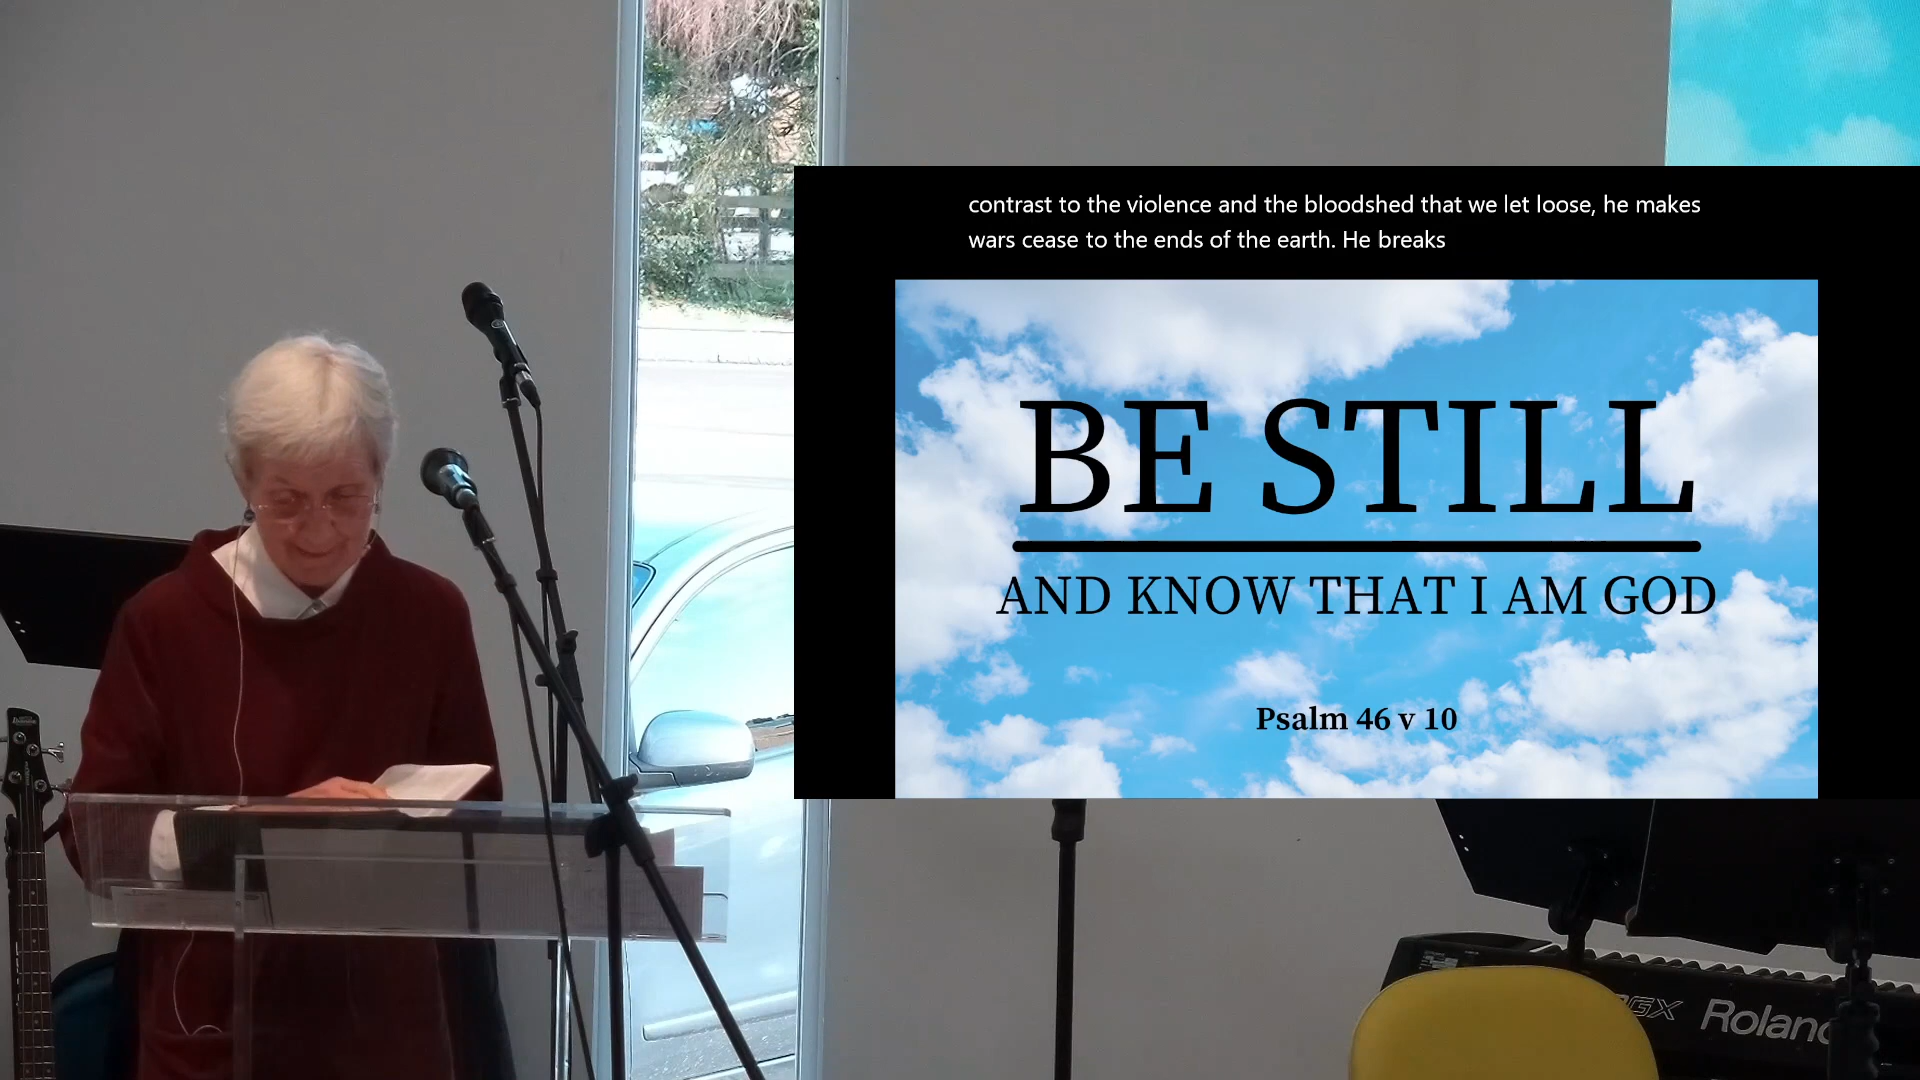 contrast to the violence and the bloodshed that we let loose, he makes
wars cease to the ends of the earth. He breaks
BE STILL
AND KNOW THAT I AM GOD
Psalm 46 v 10
Roland